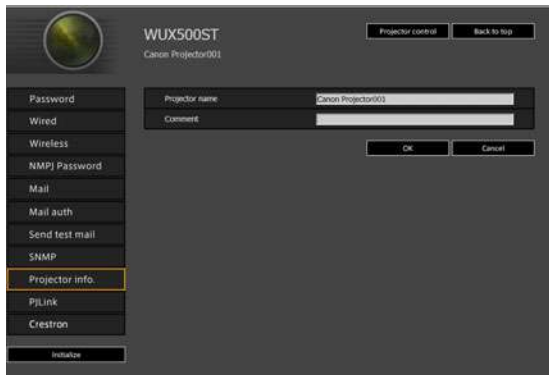 WUX500ST
Projector control
Back to top
Canon Projector001
Password
Wired
Wireless
NMPJ Password
Mail
Mail auth
Send test mail
SNMP
Projector info.
PJLink
Crestron
Initialize
Projector name
Canon Projector001
Comment
OK
Cancel